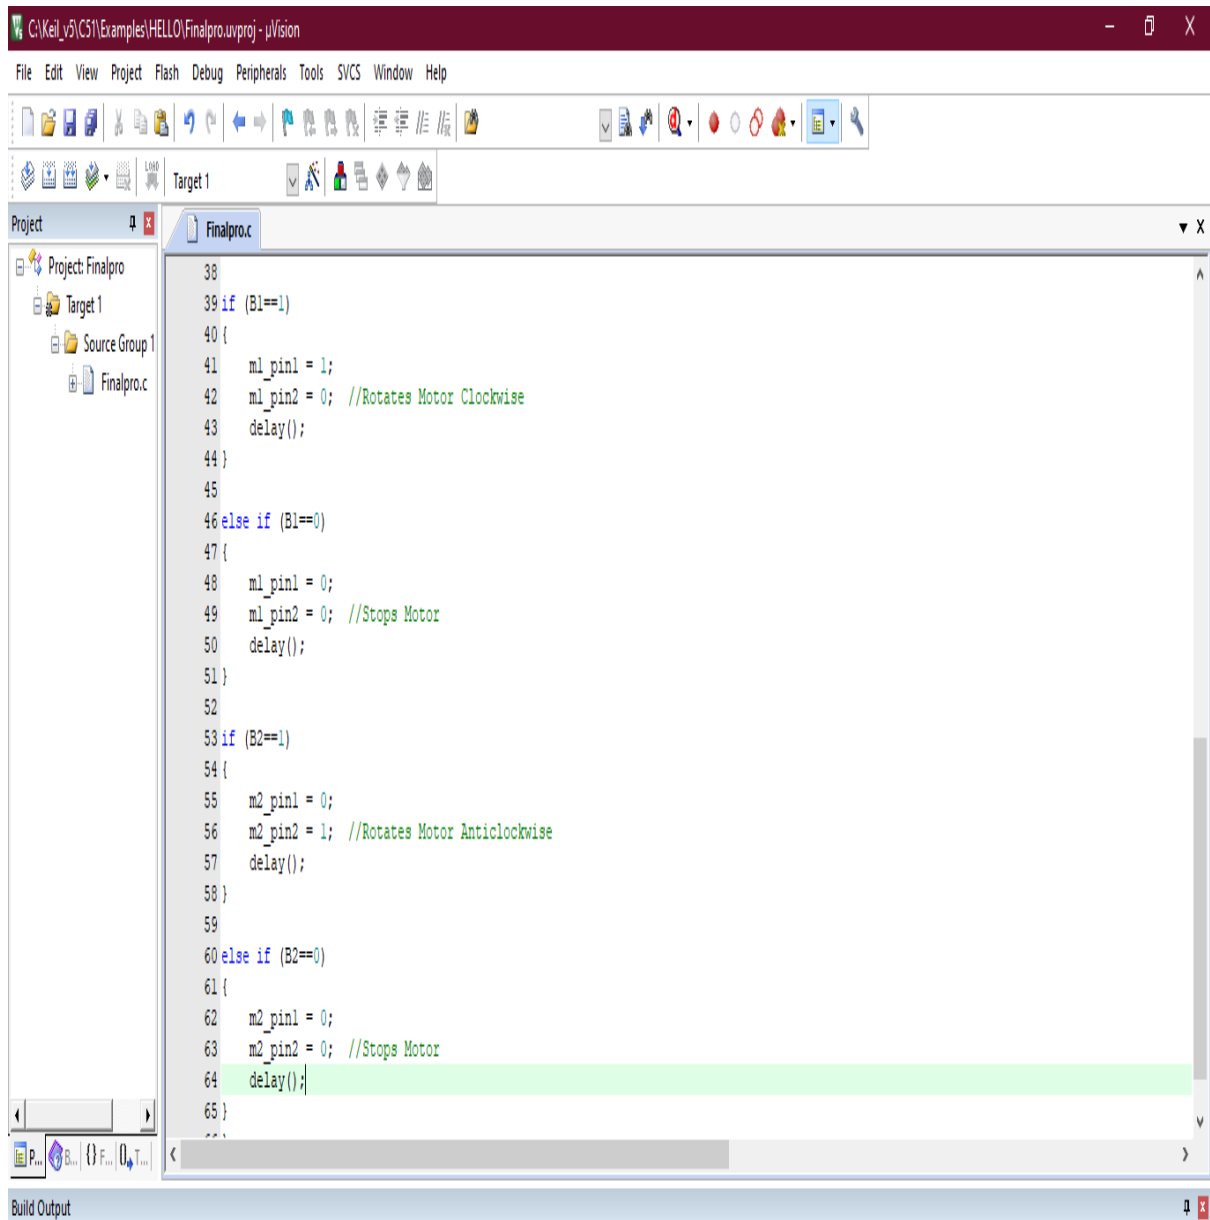 C:\Keil_v5\C51\Examples\HELLO\Finalpro.uvproj - µVision
File Edit View Project Flash Debug Peripherals Tools SVCS Window Help
LOAD
Target 1
Project
Finalpro.c
Project: Finalpro
Target 1
Source Group 1
Finalpro.c
38
39 if (B1==1)
40 {
41 m1_pin1 = 1;
42 m1_pin2 = 0; //Rotates Motor Clockwise
43 delay();
44 }
45
46 else if (B1==0)
47 {
48 m1_pin1 = 0;
49 m1_pin2 = 0; //Stops Motor
50 delay();
51 }
52
53 if (B2==1)
54 {
55 m2_pin1 = 0;
56 m2_pin2 = 1; //Rotates Motor Anticlockwise
57 delay();
58 }
59
60 else if (B2==0)
61 {
62 m2_pin1 = 0;
63 m2_pin2 = 0; //Stops Motor
64 delay();
65 }
P... B... {} F... 0 T...
Build Output